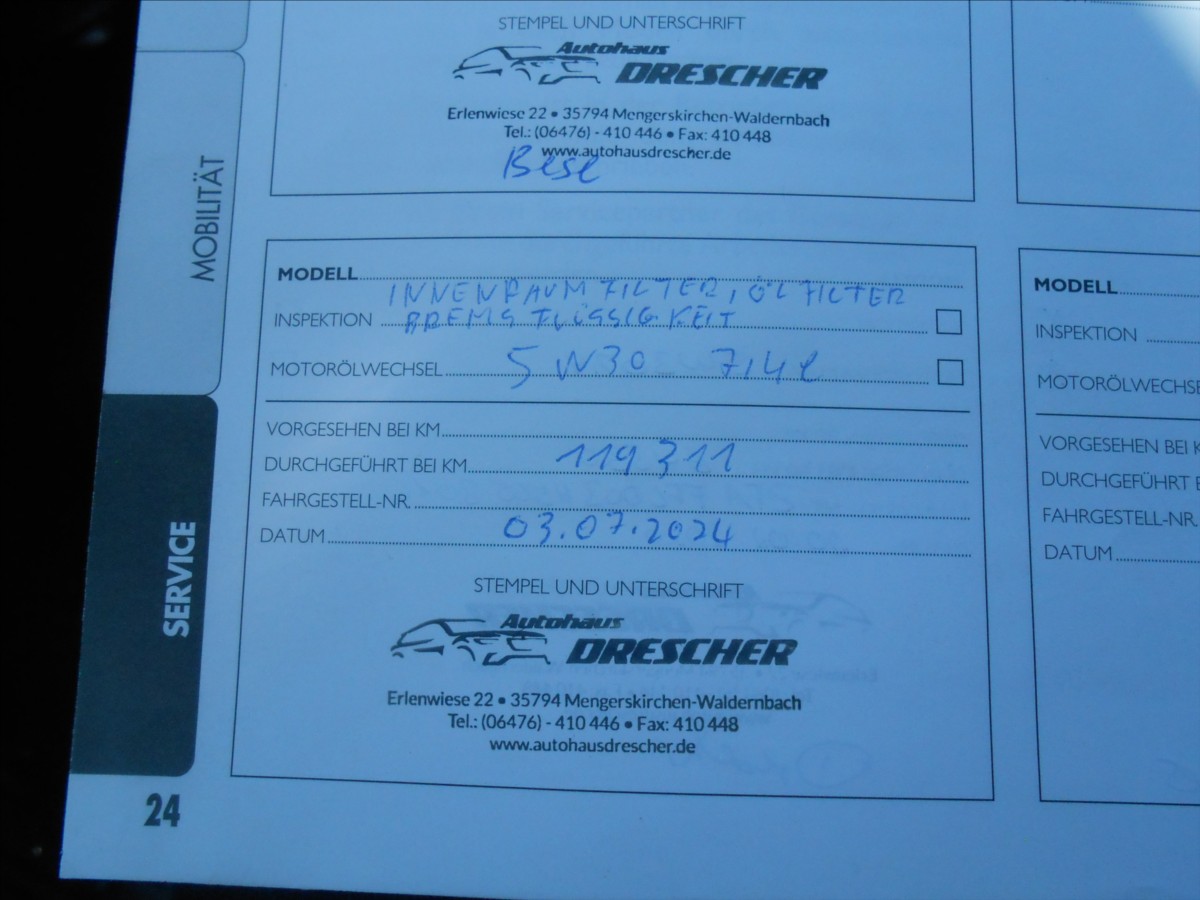 STEMPEL UND UNTERSCHRIFT
Autohaus
DRESCHER
Erlenwiese 22 • 35794 Mengerskirchen-Waldernbach
Tel.: (06476) - 410 446 • Fax: 410 448
www.autohausdrescher.de
MOBILITÄT
MODELL
INNENRAUMFILTER, ÖLFILTER
INSPEKTION BREMSFLÜSSIGKEIT
MOTORÖLWECHSEL 5W30 7,4l
VORGESEHEN BEI KM
DURCHGEFÜHRT BEI KM 119 311
FAHRGESTELL-NR.
DATUM 03.07.2024
STEMPEL UND UNTERSCHRIFT
Autohaus
DRESCHER
Erlenwiese 22 • 35794 Mengerskirchen-Waldernbach
Tel.: (06476) - 410 446 • Fax: 410 448
www.autohausdrescher.de
SERVICE
24
MODELL
INSPEKTION
MOTORÖLWECHSE
VORGESEHEN BEI K
DURCHGEFÜHRT B
FAHRGESTELL-NR.
DATUM